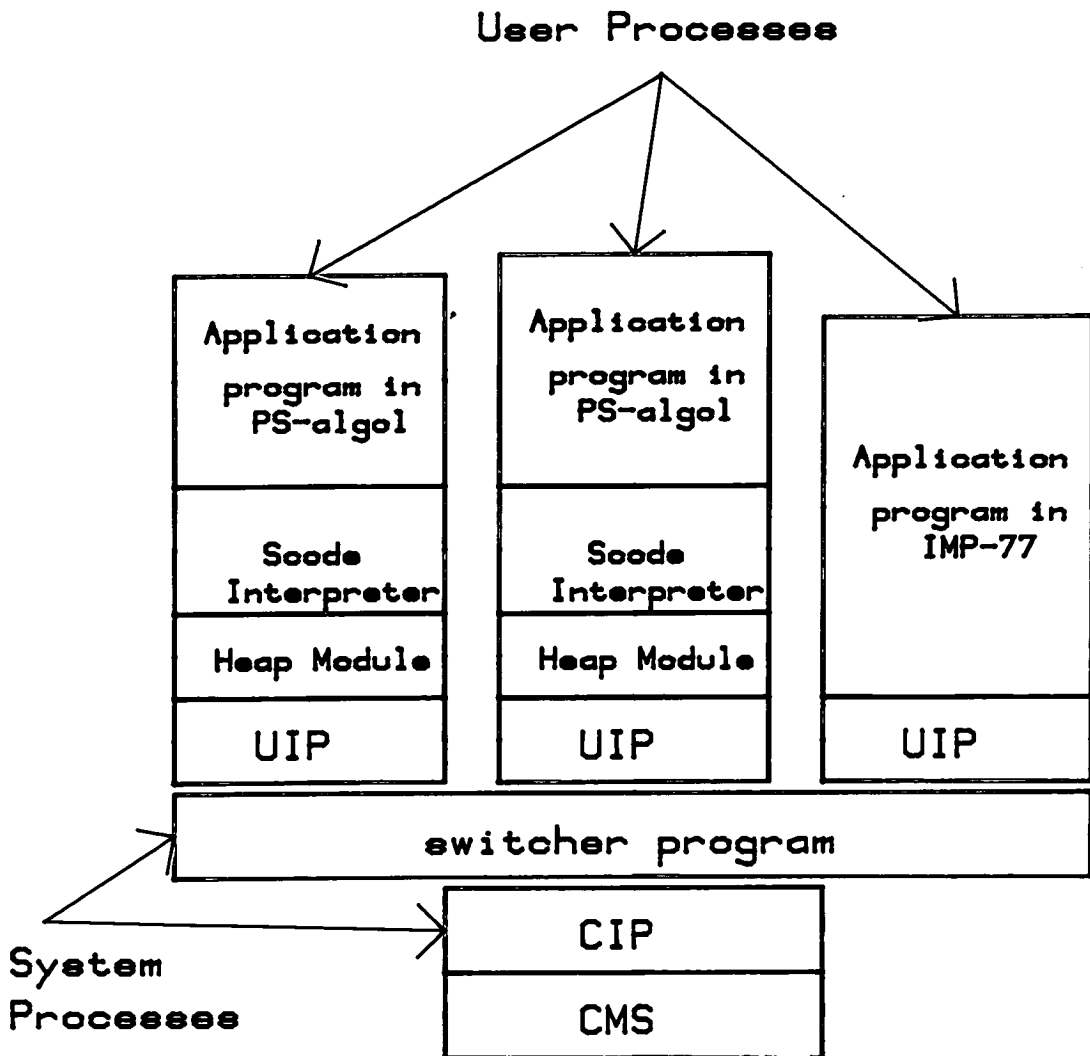 User Processes
Application
program in
PS-algol
Scode
Interpreter
Heap Module
UIP
Application
program in
PS-algol
Scode
Interpreter
Heap Module
UIP
Application
program in
IMP-77
UIP
switcher program
CIP
CMS
System
Processes